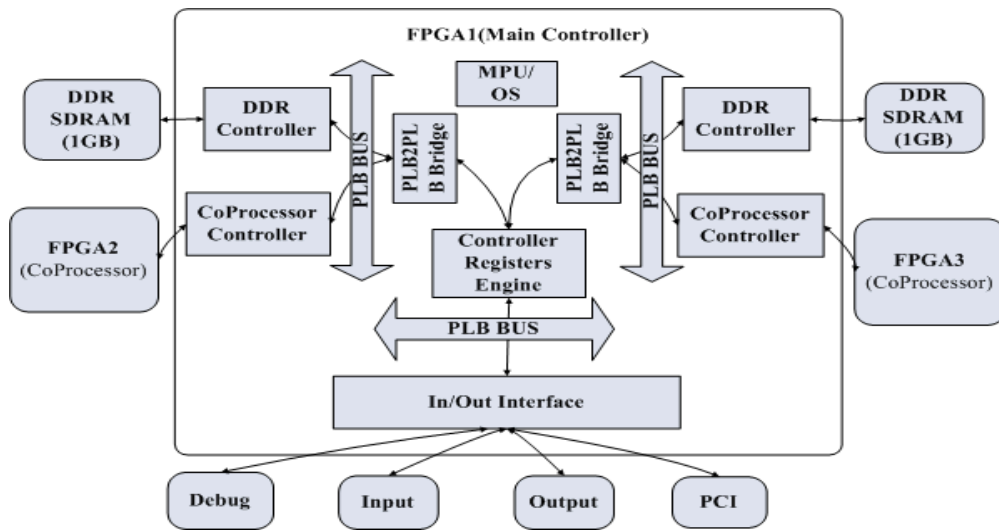 FPGA1(Main Controller)
MPU/
OS
DDR
SDRAM
(1GB)
DDR
Controller
PLB BUS
PLB2PL
B Bridge
PLB2PL
B Bridge
PLB BUS
DDR
Controller
DDR
SDRAM
(1GB)
FPGA2
(CoProcessor)
CoProcessor
Controller
Controller
Registers
Engine
CoProcessor
Controller
FPGA3
(CoProcessor)
PLB BUS
In/Out Interface
Debug
Input
Output
PCI